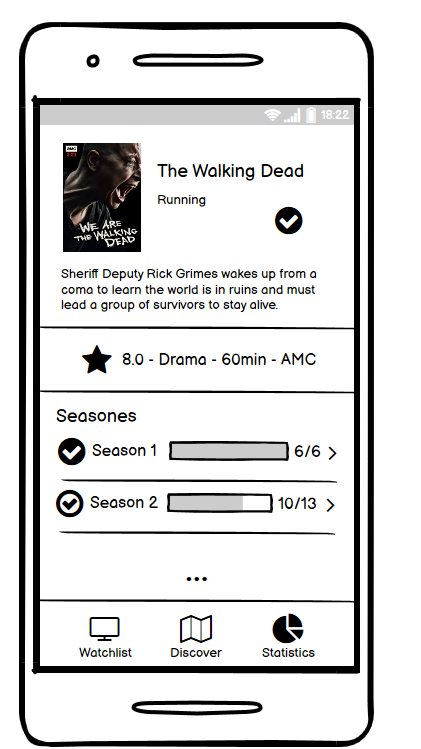 18:22
AMC
WE ARE
THE WALKING
DEAD
The Walking Dead
Running
Sheriff Deputy Rick Grimes wakes up from a
coma to learn the world is in ruins and must
lead a group of survivors to stay alive.
8.0 - Drama - 60min - AMC
Seasones
Season 1 6/6
Season 2 10/13
...
Watchlist Discover Statistics